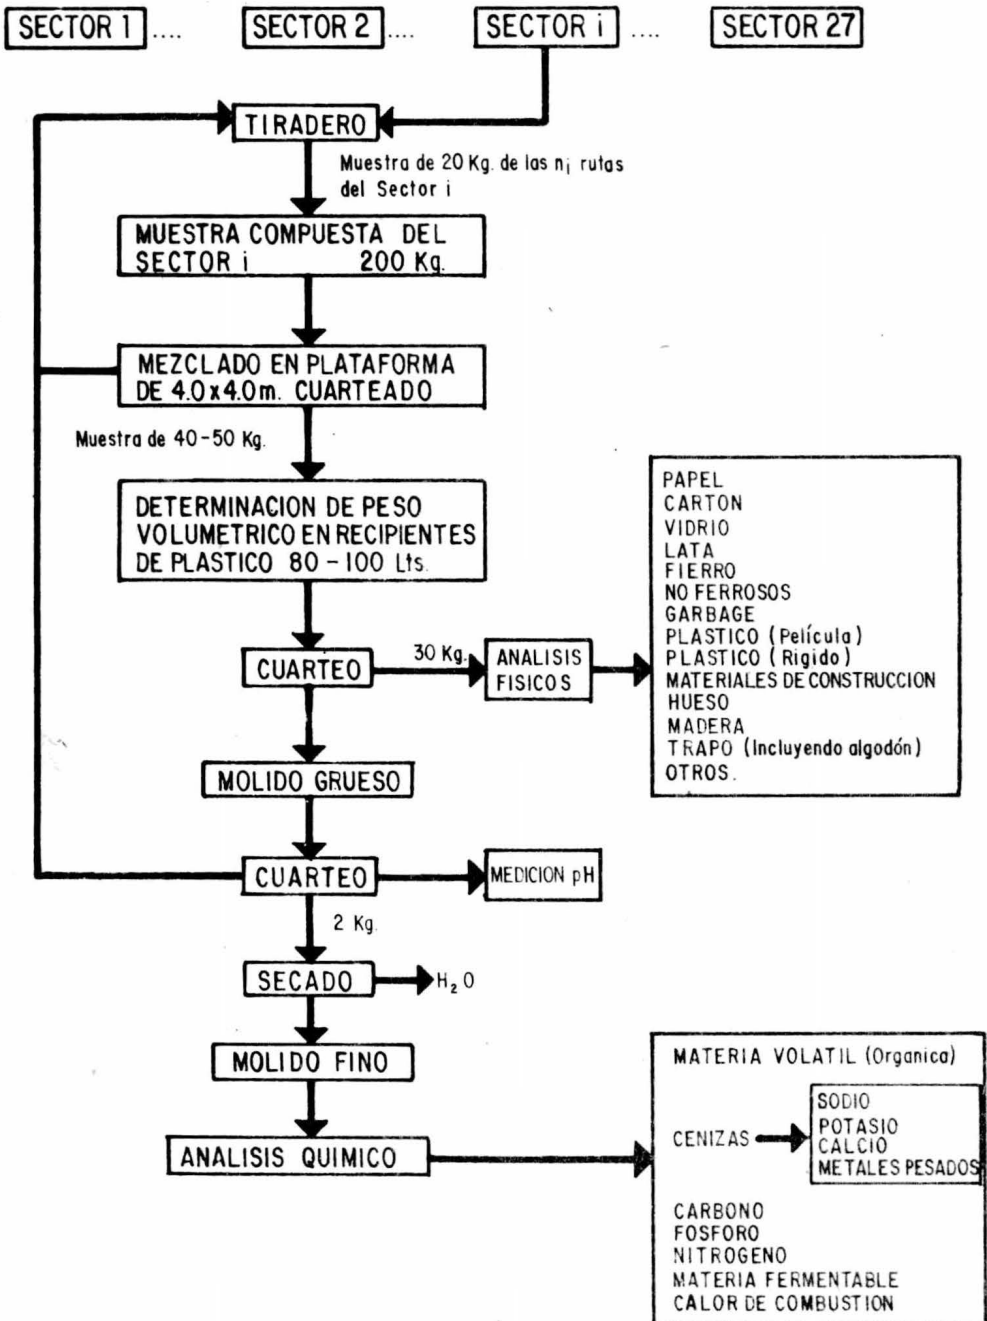 SECTOR 1 .... SECTOR 2 .... SECTOR i .... SECTOR 27
TIRADERO
Muestra de 20 Kg. de las ni rutas
del Sector i
MUESTRA COMPUESTA DEL
SECTOR i 200 Kg.
MEZCLADO EN PLATAFORMA
DE 4.0 x 4.0 m. CUARTEADO
Muestra de 40-50 Kg.
DETERMINACION DE PESO
VOLUMETRICO EN RECIPIENTES
DE PLASTICO 80 - 100 Lts.
CUARTEO
30 Kg.
ANALISIS
FISICOS
PAPEL
CARTON
VIDRIO
LATA
FIERRO
NO FERROSOS
GARBAGE
PLASTICO (Película)
PLASTICO (Rigido)
MATERIALES DE CONSTRUCCION
HUESO
MADERA
TRAPO (Incluyendo algodón)
OTROS.
MOLIDO GRUESO
CUARTEO
MEDICION pH
2 Kg.
SECADO
H2O
MOLIDO FINO
ANALISIS QUIMICO
MATERIA VOLATIL (Organica)
CENIZAS
SODIO
POTASIO
CALCIO
METALES PESADOS
CARBONO
FOSFORO
NITROGENO
MATERIA FERMENTABLE
CALOR DE COMBUSTION